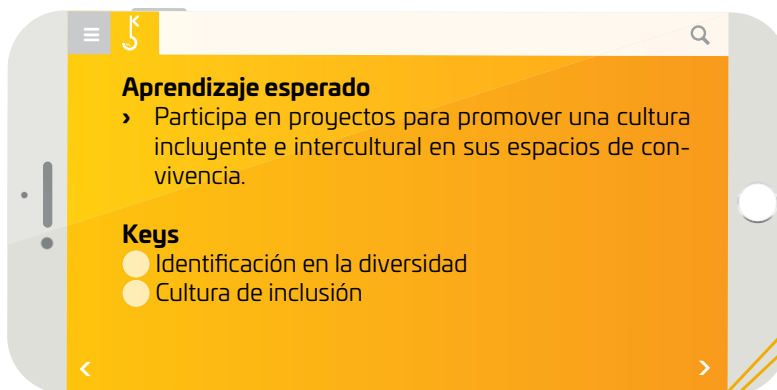 Aprendizaje esperado
› Participa en proyectos para promover una cultura
incluyente e intercultural en sus espacios de con-
vivencia.
Keys
Identificación en la diversidad
Cultura de inclusión